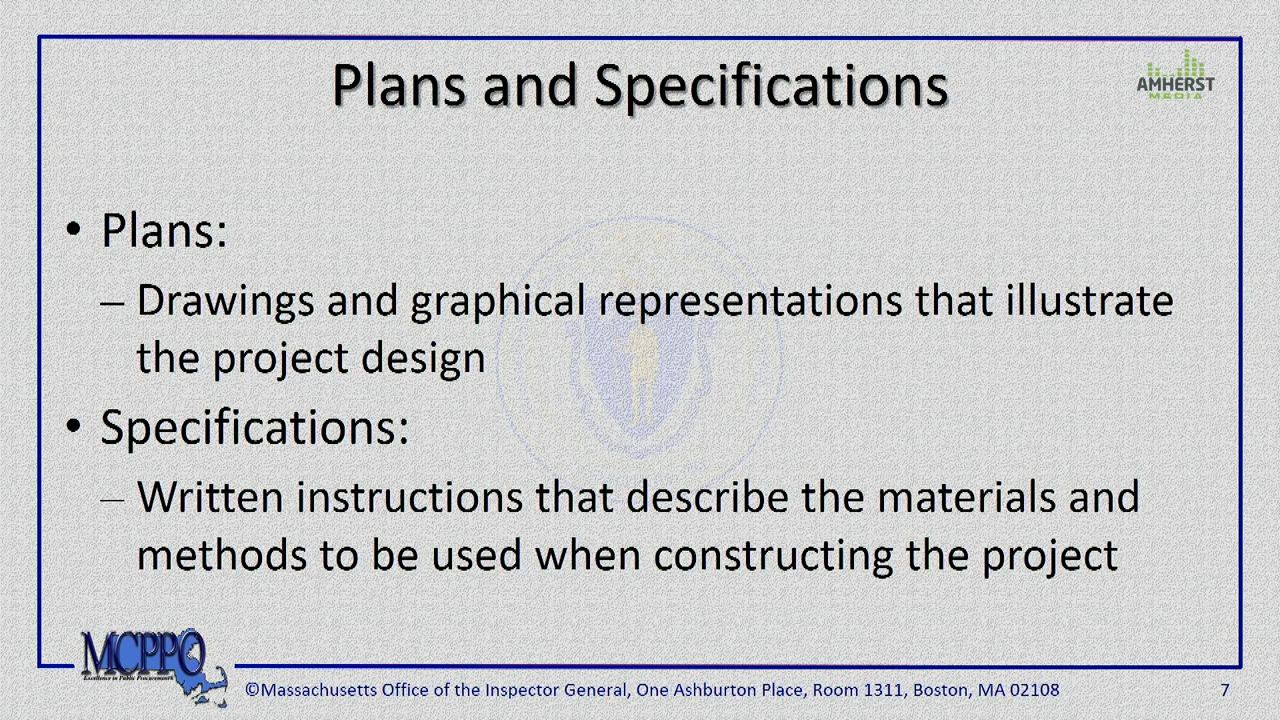 Plans and Specifications
AMHERST
MEDIA
• Plans:
– Drawings and graphical representations that illustrate
the project design
• Specifications:
– Written instructions that describe the materials and
methods to be used when constructing the project
MCPPO
Excellence in Public Procurement
©Massachusetts Office of the Inspector General, One Ashburton Place, Room 1311, Boston, MA 02108
7